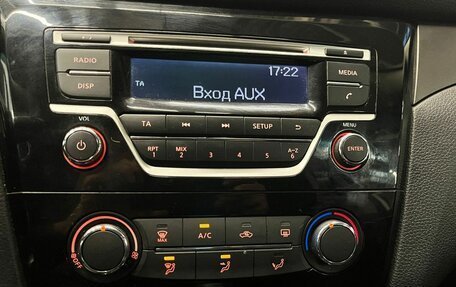 RADIO
17:22
MEDIA
DISP
TA
Вход AUX
VOL
TA
SETUP
MENU
RPT
1
MIX
2
3
4
5
A-Z
6
ENTER
MAX
A/C
OFF